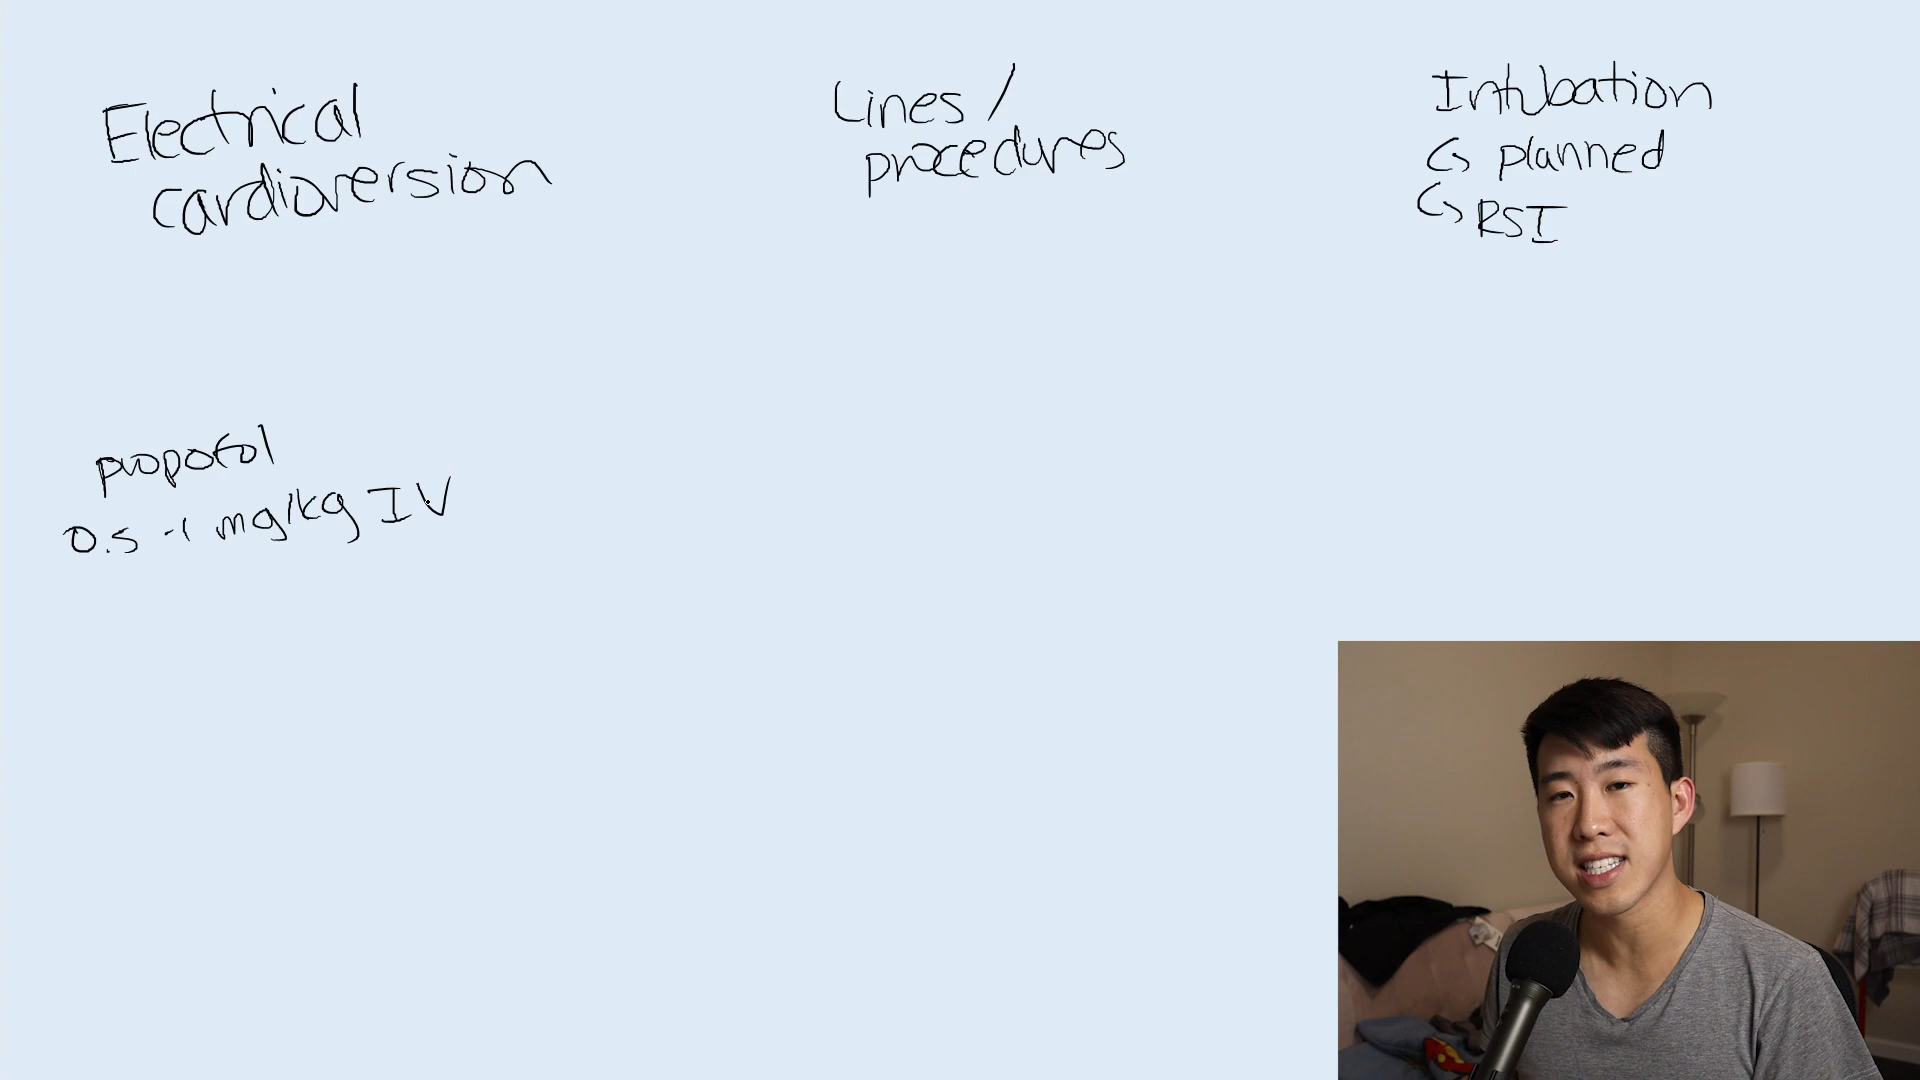 Electrical
cardioversion
Lines /
procedures
Intubation
↳ planned
↳ RSI
propofol
0.5-1 mg/kg IV